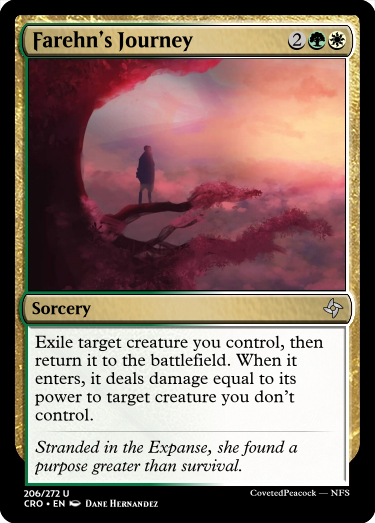 Farehn's Journey 2
Sorcery
Exile target creature you control, then
return it to the battlefield. When it
enters, it deals damage equal to its
power to target creature you don't
control.
Stranded in the Expanse, she found a
purpose greater than survival.
206/272 U
CRO • EN DANE HERNANDEZ
CovetedPeacock — NFS